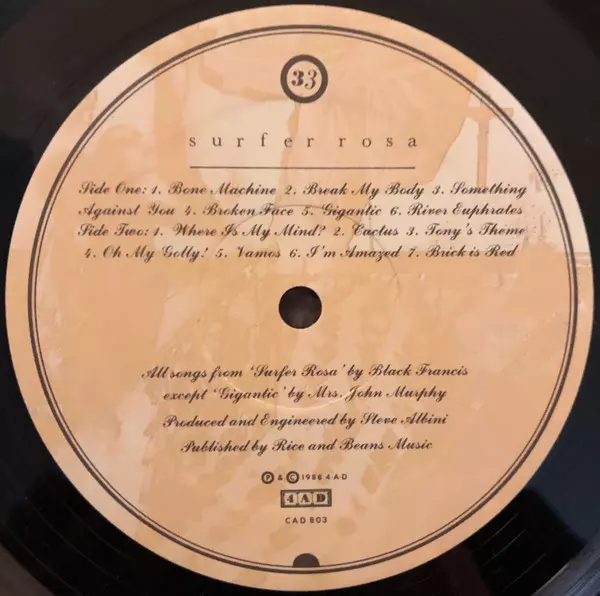 33
surfer rosa
Side One: 1. Bone Machine 2. Break My Body 3. Something
Against You 4. Broken Face 5. Gigantic 6. River Euphrates
Side Two: 1. Where Is My Mind? 2. Cactus 3. Tony's Theme
4. Oh My Golly! 5. Vamos 6. I'm Amazed 7. Brick is Red
All songs from 'Surfer Rosa' by Black Francis
except 'Gigantic' by Mrs. John Murphy
Produced and Engineered by Steve Albini
Published by Rice and Beans Music
℗ & © 1988 4·A·D
4AD
CAD 803